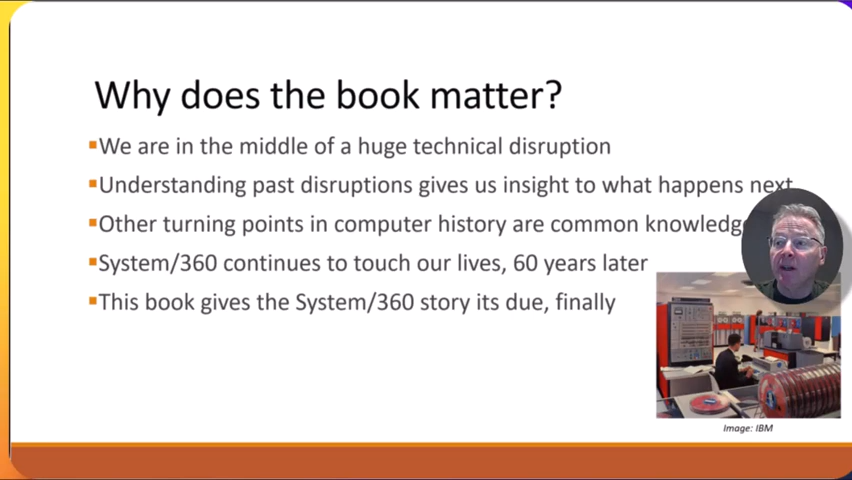 Why does the book matter?
We are in the middle of a huge technical disruption
Understanding past disruptions gives us insight to what happens next
Other turning points in computer history are common knowledge
System/360 continues to touch our lives, 60 years later
This book gives the System/360 story its due, finally
Image: IBM